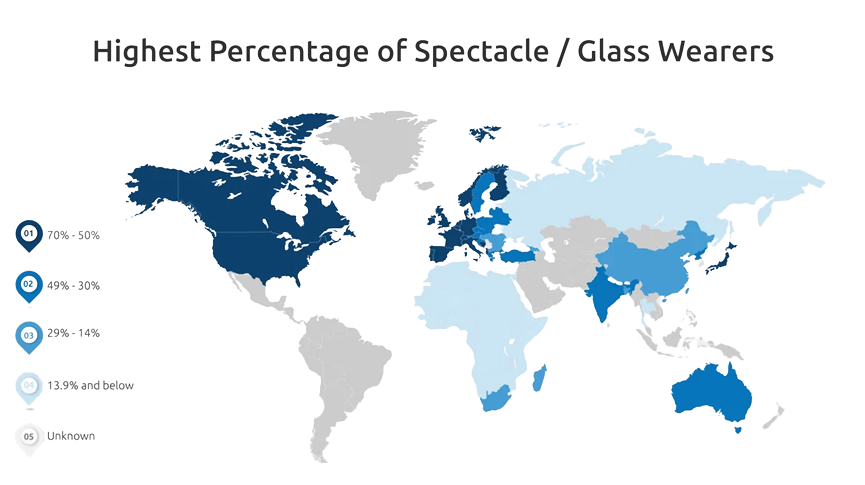 Highest Percentage of Spectacle / Glass Wearers
01 70% - 50%
02 49% - 30%
03 29% - 14%
04 13.9% and below
05 Unknown